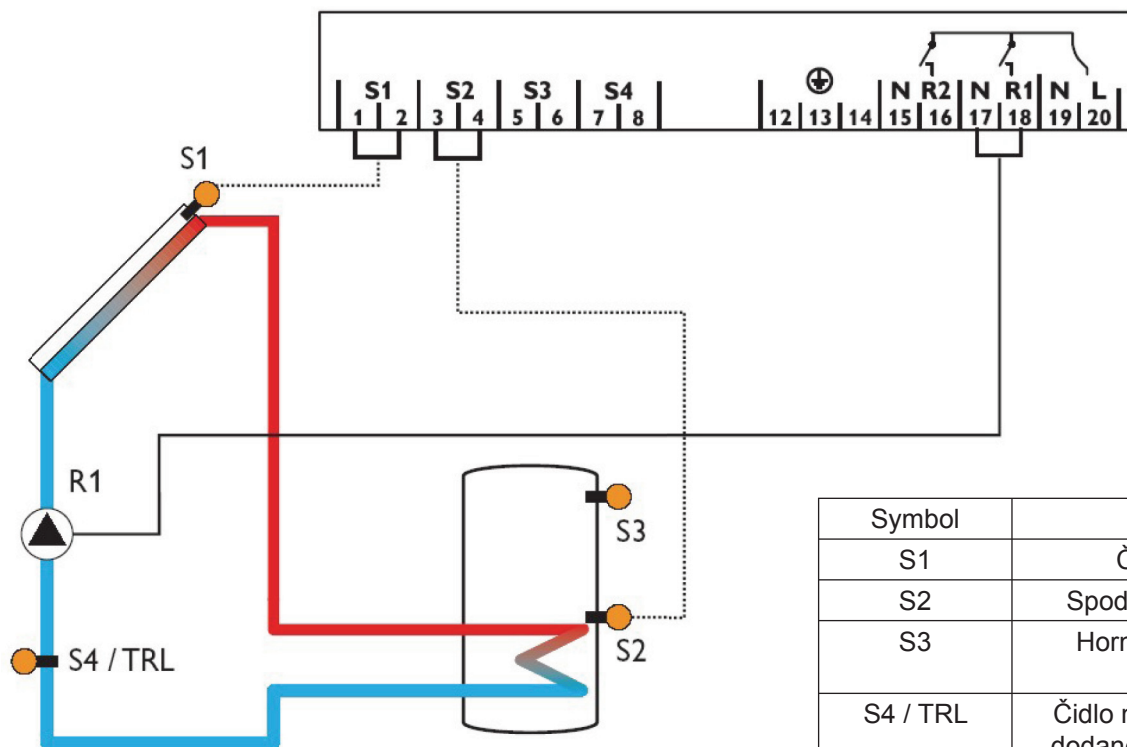 S1 S2 S3 S4 N R2 N R1 N L
1 2 3 4 5 6 7 8 12 13 14 15 16 17 18 19 20
S1
R1
S3
S2
S4 / TRL
Symbol
S1
S2 Spod
S3 Horn
S4 / TRL Čidlo